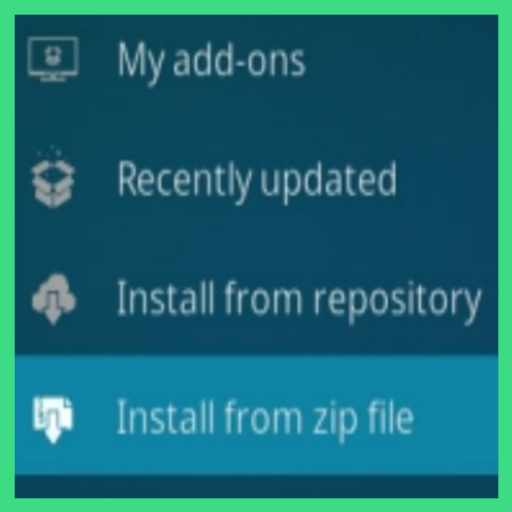 My add-ons
Recently updated
Install from repository
Install from zip file